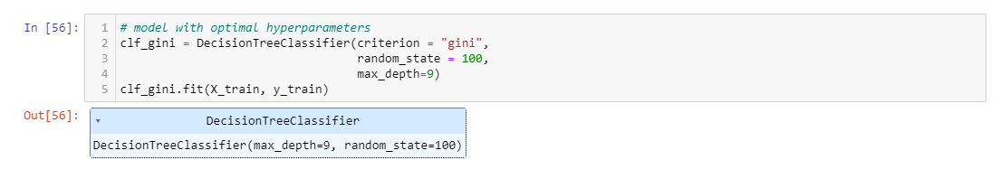 In [56]:
1 # model with optimal hyperparameters
2 clf_gini = DecisionTreeClassifier(criterion = "gini",
3                                   random_state = 100,
4                                   max_depth=9)
5 clf_gini.fit(X_train, y_train)
Out[56]:
▾ DecisionTreeClassifier
DecisionTreeClassifier(max_depth=9, random_state=100)